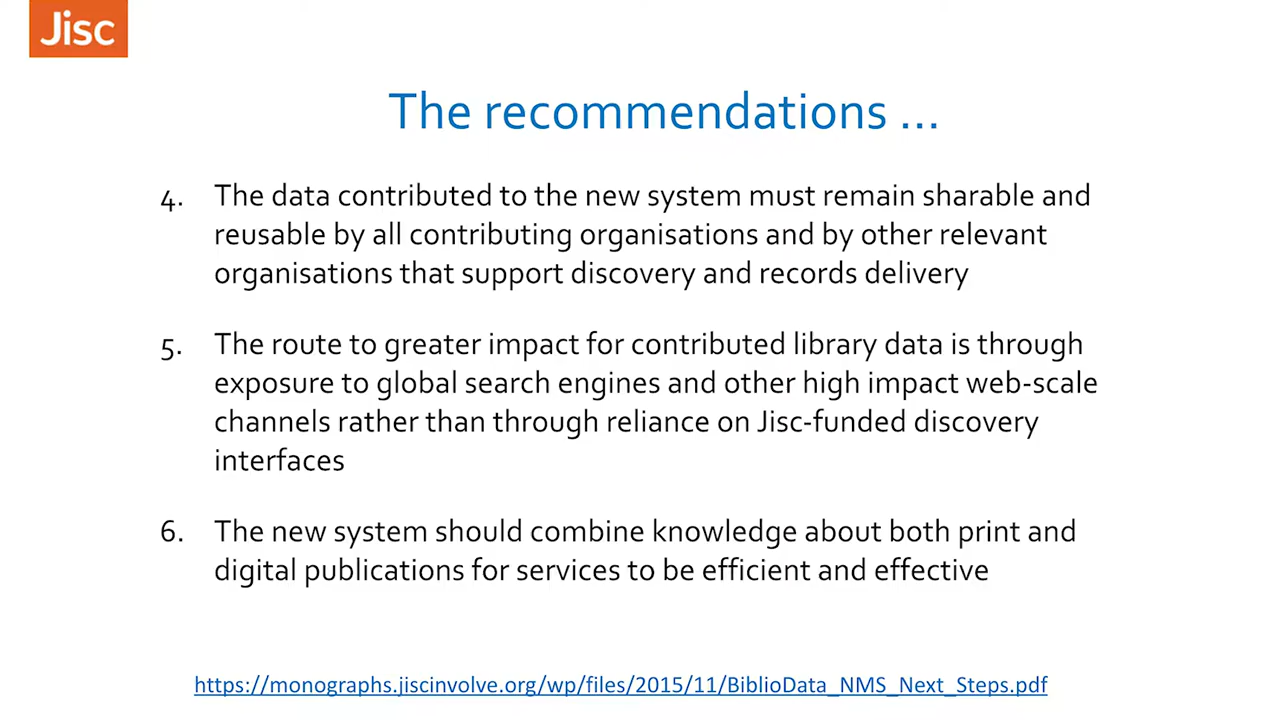 Jisc
The recommendations ...
4. The data contributed to the new system must remain sharable and
reusable by all contributing organisations and by other relevant
organisations that support discovery and records delivery
5. The route to greater impact for contributed library data is through
exposure to global search engines and other high impact web-scale
channels rather than through reliance on Jisc-funded discovery
interfaces
6. The new system should combine knowledge about both print and
digital publications for services to be efficient and effective
https://monographs.jiscinvolve.org/wp/files/2015/11/BiblioData_NMS_Next_Steps.pdf